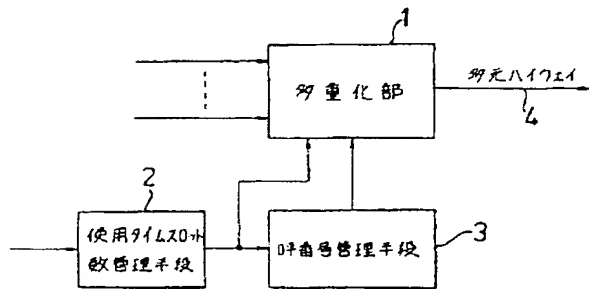 1
多重化部
多元ハイウェイ
4
2
使用タイムスロット
数管理手段
呼番号管理手段
3